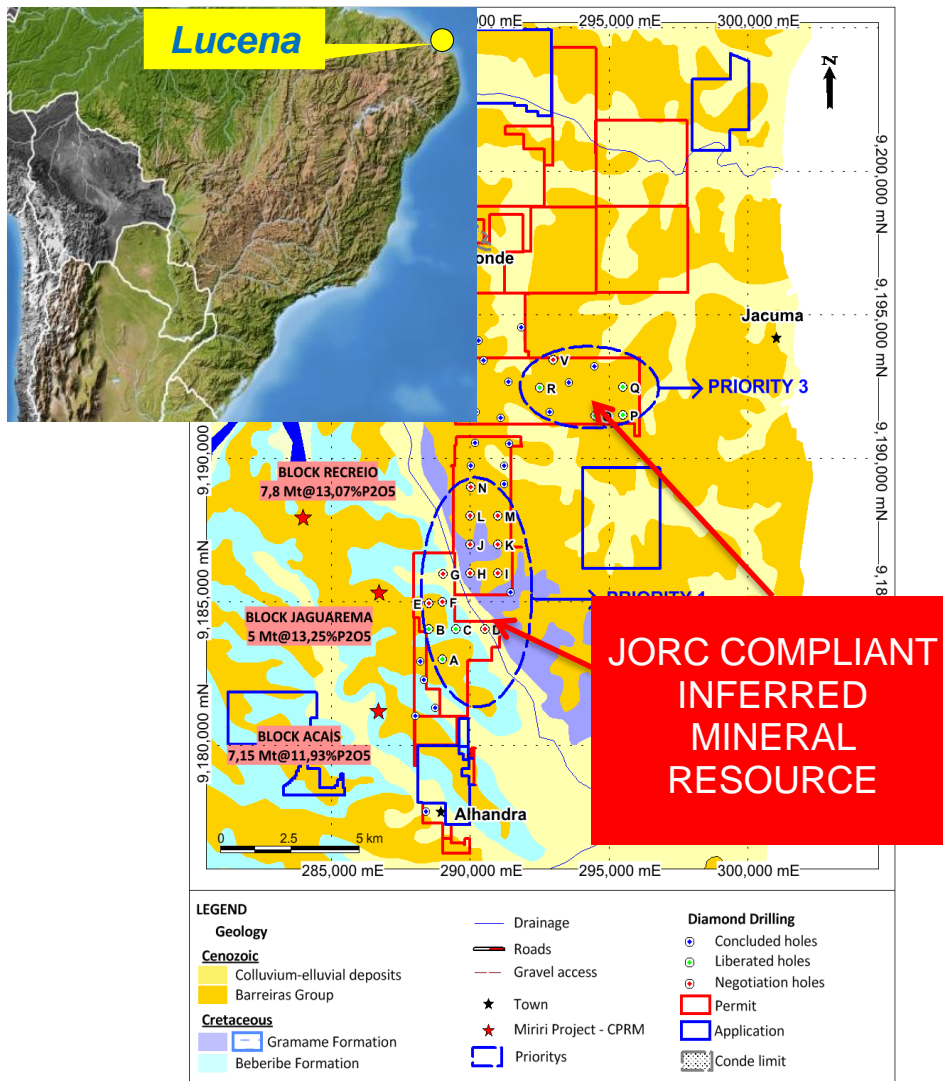 Lucena
00,000 mE
295,000 mE
300,000 mE
N
9,200,000 mN
onde
9,195,000 mN
Jacuma
V
R
Q
P
PRIORITY 3
9,190,000 mN
BLOCK RECREIO
7,8 Mt@13,07%P2O5
N
L
M
J
K
G
H
I
9,185,000 mN
9,18
E
F
PRIORITY 1
BLOCK JAGUAREMA
5 Mt@13,25%P2O5
B
C
D
A
JORC COMPLIANT
INFERRED
MINERAL
RESOURCE
9,180,000 mN
BLOCK ACAIS
7,15 Mt@11,93%P2O5
Alhandra
0
2.5
5 km
285,000 mE
290,000 mE
295,000 mE
300,000 mE
LEGEND
Geology
Cenozoic
Colluvium-elluvial deposits
Barreiras Group
Cretaceous
Gramame Formation
Beberibe Formation
Drainage
Roads
Gravel access
Town
Miriri Project - CPRM
Prioritys
Diamond Drilling
Concluded holes
Liberated holes
Negotiation holes
Permit
Application
Conde limit